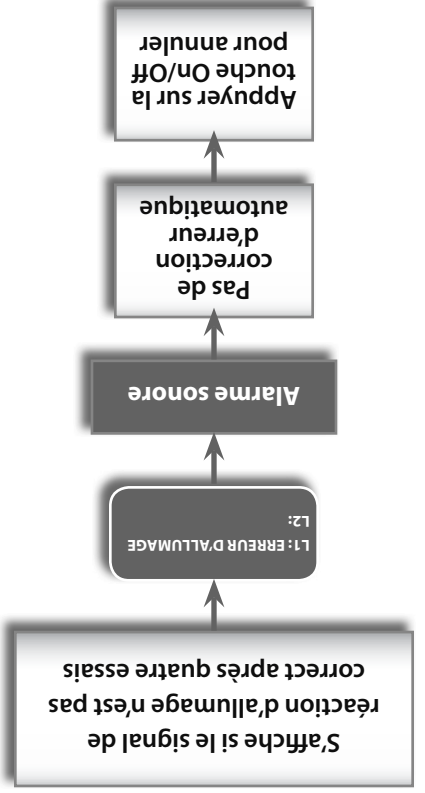 S'affiche si le signal de
réaction d'allumage n'est pas
correct après quatre essais
L1: ERREUR D'ALLUMAGE
L2:
Alarme sonore
Pas de
correction
d'erreur
automatique
Appuyer sur la
touche On/Off
pour annuler